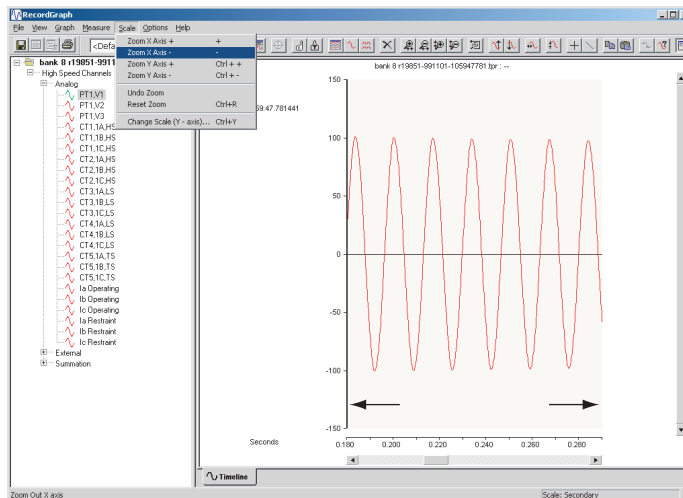 RecordGraph
File View Graph Measure Scale Options Help
<Defa
Zoom X Axis + +
Zoom X Axis - -
Zoom Y Axis + Ctrl + +
Zoom Y Axis - Ctrl + -
Undo Zoom
Reset Zoom Ctrl+R
Change Scale (Y - axis)... Ctrl+Y
bank 8 r19851-9911
High Speed Channels
Analog
PT1,V1
PT1,V2
PT1,V3
CT1,1A,HS
CT1,1B,HS
CT1,1C,HS
CT2,1A,HS
CT2,1B,HS
CT2,1C,HS
CT3,1A,LS
CT3,1B,LS
CT3,1C,LS
CT4,1A,LS
CT4,1B,LS
CT4,1C,LS
CT5,1A,TS
CT5,1B,TS
CT5,1C,TS
Ia Operating
Ib Operating
Ic Operating
Ia Restraint
Ib Restraint
Ic Restraint
External
Summation
bank 8 r19851-991101-105947781.tpr : --
59:47.781441
150
100
50
0
-50
-100
-150
Seconds
0.180 0.200 0.220 0.240 0.260 0.280
Timeline
Zoom Out X axis
Scale: Secondary